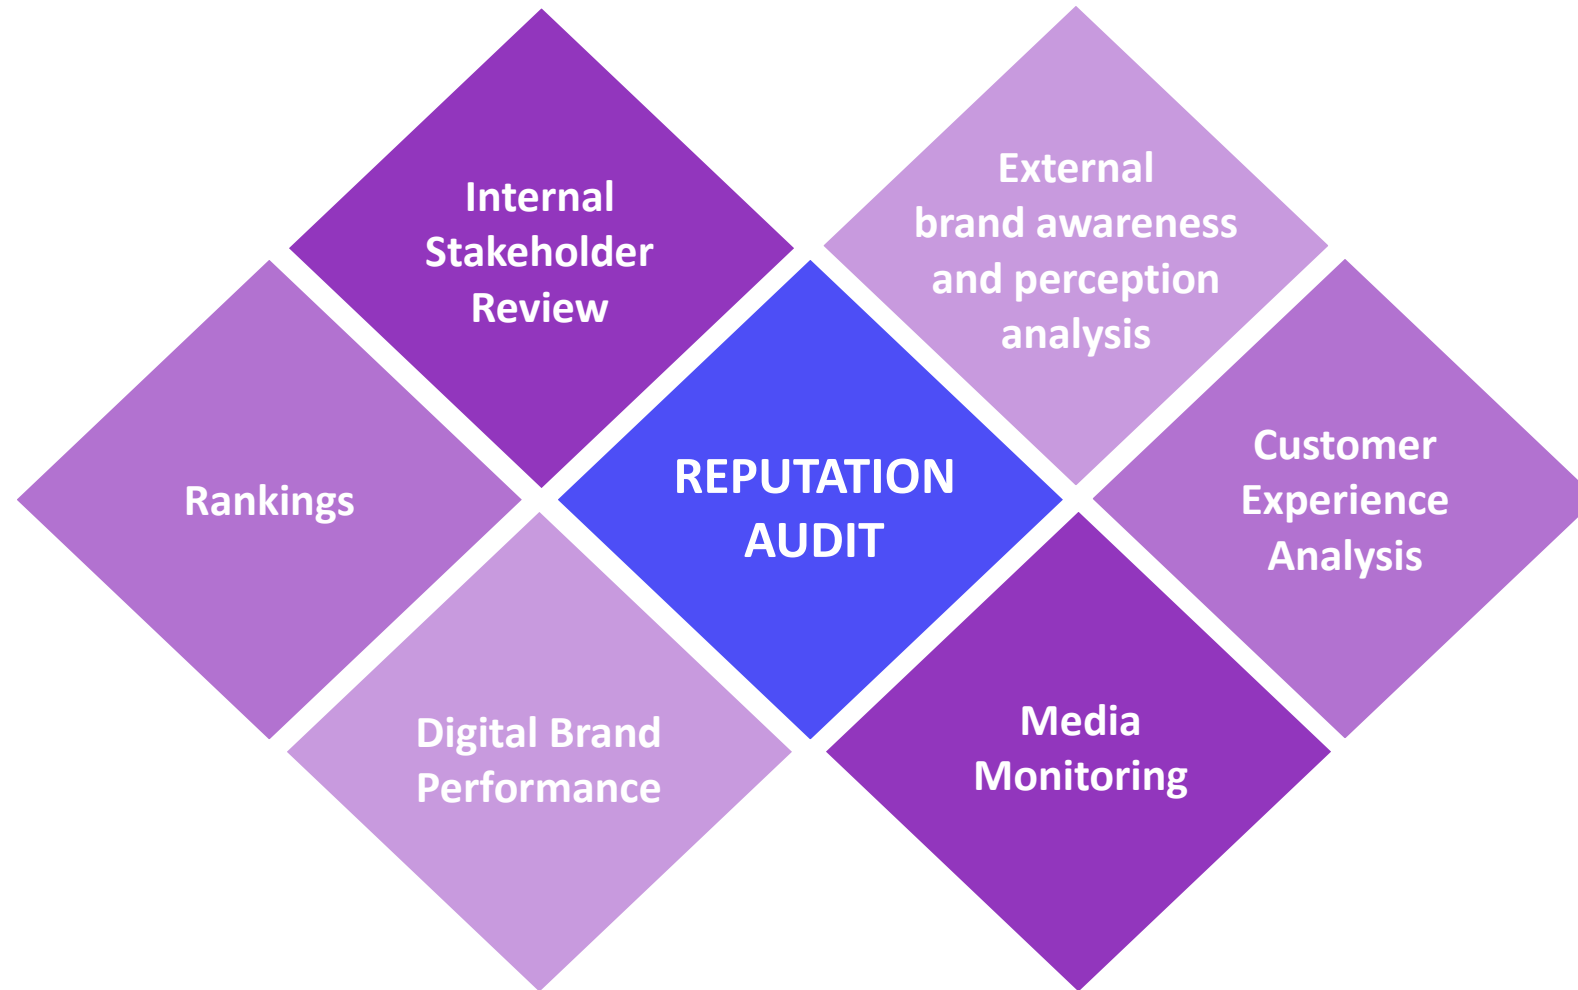 Internal
Stakeholder
Review
External
brand awareness
and perception
analysis
Rankings
REPUTATION
AUDIT
Customer
Experience
Analysis
Digital Brand
Performance
Media
Monitoring